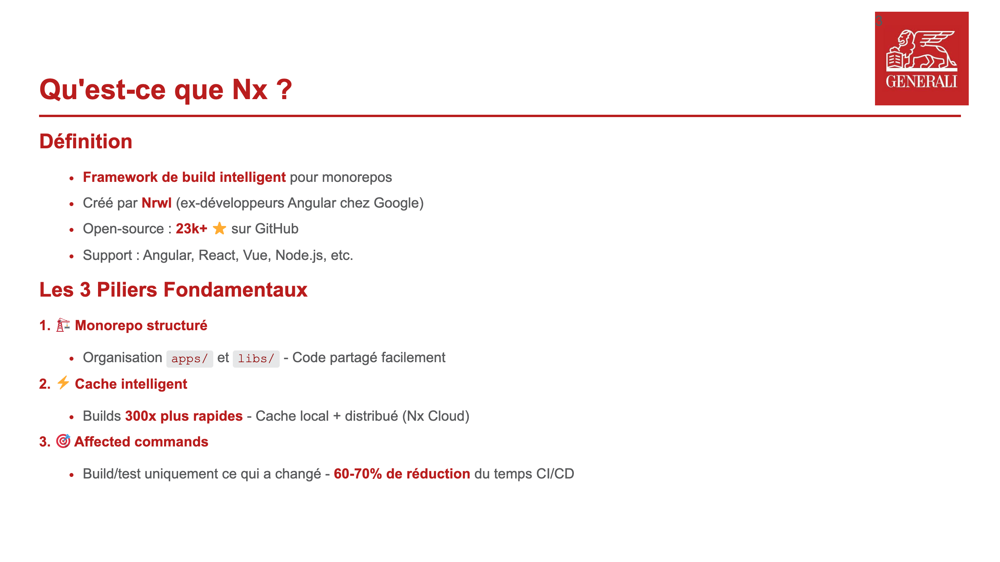 3
GENERALI
Qu'est-ce que Nx ?
Définition
• Framework de build intelligent pour monorepos
• Créé par Nrwl (ex-développeurs Angular chez Google)
• Open-source : 23k+ ⭐ sur GitHub
• Support : Angular, React, Vue, Node.js, etc.
Les 3 Piliers Fondamentaux
1. 🏗️ Monorepo structuré
• Organisation apps/ et libs/ - Code partagé facilement
2. ⚡ Cache intelligent
• Builds 300x plus rapides - Cache local + distribué (Nx Cloud)
3. 🎯 Affected commands
• Build/test uniquement ce qui a changé - 60-70% de réduction du temps CI/CD